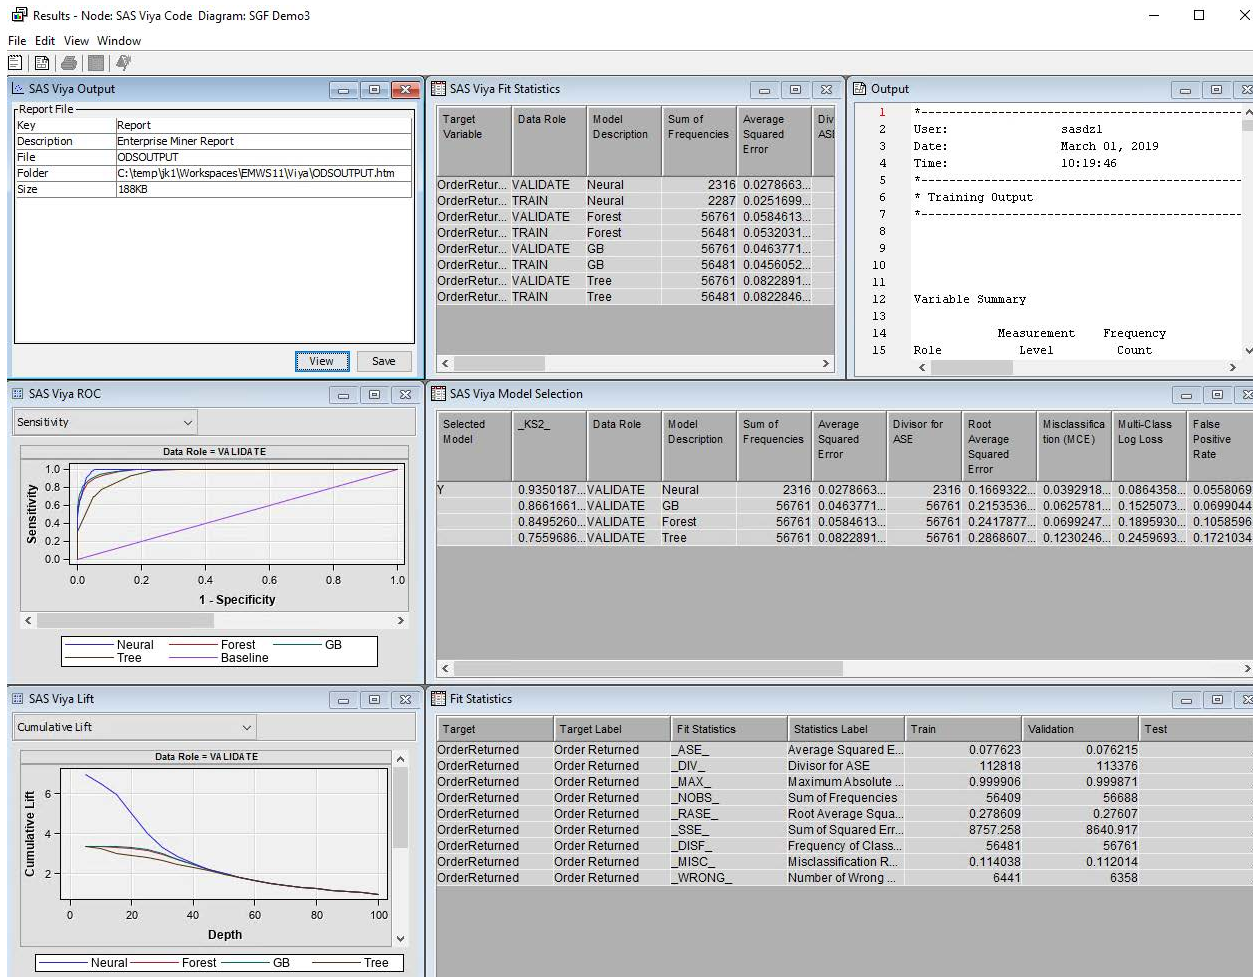 Results - Node: SAS Viya Code Diagram: SGF Demo3
File Edit View Window
SAS Viya Output
Report File
Key Report
Description Enterprise Miner Report
File ODSOUTPUT
Folder C:\temp\jk1\Workspaces\EMWS11\Viya\ODSOUTPUT.htm
Size 188KB
View Save
SAS Viya Fit Statistics
Target Variable Data Role Model Description Sum of Frequencies Average Squared Error Div ASE
OrderRetur... VALIDATE Neural 2316 0.0278663...
OrderRetur... TRAIN Neural 2287 0.0251699...
OrderRetur... VALIDATE Forest 56761 0.0584613...
OrderRetur... TRAIN Forest 56481 0.0532031...
OrderRetur... VALIDATE GB 56761 0.0463771...
OrderRetur... TRAIN GB 56481 0.0456052...
OrderRetur... VALIDATE Tree 56761 0.0822891...
OrderRetur... TRAIN Tree 56481 0.0822846...
Output
1 *-----------------------------------------
2 User: sasdzl
3 Date: March 01, 2019
4 Time: 10:19:46
5 *-----------------------------------------
6 * Training Output
7 *-----------------------------------------
8
9
10
11
12 Variable Summary
13
14 Measurement Frequency
15 Role Level Count
SAS Viya ROC
Sensitivity
Data Role = VALIDATE
Sensitivity
1.0
0.8
0.6
0.4
0.2
0.0
0.0 0.2 0.4 0.6 0.8 1.0
1 - Specificity
Neural Forest GB
Tree Baseline
SAS Viya Model Selection
Selected Model _KS2_ Data Role Model Description Sum of Frequencies Average Squared Error Divisor for ASE Root Average Squared Error Misclassifica tion (MCE) Multi-Class Log Loss False Positive Rate
Y 0.9350187... VALIDATE Neural 2316 0.0278663... 2316 0.1669322... 0.0392918... 0.0864358... 0.0558069
0.8661661... VALIDATE GB 56761 0.0463771... 56761 0.2153536... 0.0625781... 0.1525073... 0.0699044
0.8495260... VALIDATE Forest 56761 0.0584613... 56761 0.2417877... 0.0699247... 0.1895930... 0.1058596
0.7559686... VALIDATE Tree 56761 0.0822891... 56761 0.2868607... 0.1230246... 0.2459693... 0.1721034
SAS Viya Lift
Cumulative Lift
Data Role = VALIDATE
Cumulative Lift
6
4
2
0 20 40 60 80 100
Depth
Neural Forest GB Tree
Fit Statistics
Target Target Label Fit Statistics Statistics Label Train Validation Test
OrderReturned Order Returned _ASE_ Average Squared E... 0.077623 0.076215
OrderReturned Order Returned _DIV_ Divisor for ASE 112818 113376
OrderReturned Order Returned _MAX_ Maximum Absolute ... 0.999906 0.999871
OrderReturned Order Returned _NOBS_ Sum of Frequencies 56409 56688
OrderReturned Order Returned _RASE_ Root Average Squa... 0.278609 0.27607
OrderReturned Order Returned _SSE_ Sum of Squared Err... 8757.258 8640.917
OrderReturned Order Returned _DISF_ Frequency of Class... 56481 56761
OrderReturned Order Returned _MISC_ Misclassification R... 0.114038 0.112014
OrderReturned Order Returned _WRONG_ Number of Wrong ... 6441 6358